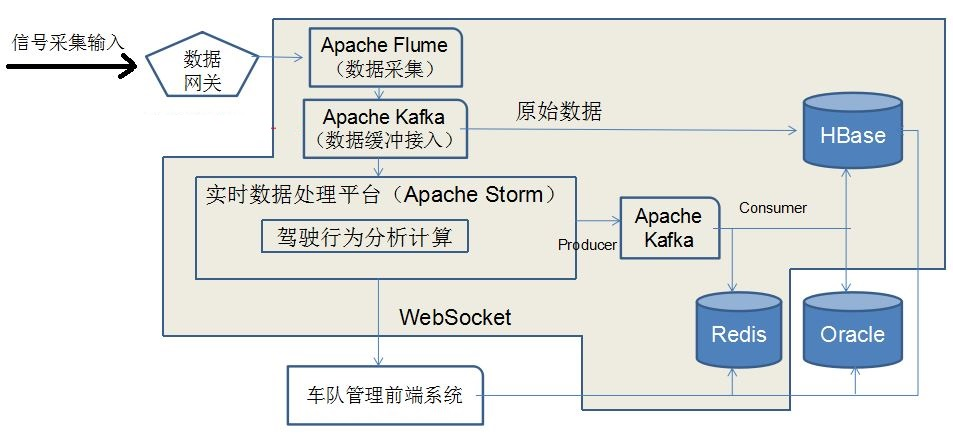 信号采集输入
数据
网关
Apache Flume
（数据采集）
Apache Kafka
（数据缓冲接入）
原始数据
HBase
实时数据处理平台（Apache Storm）
驾驶行为分析计算
Producer
Apache
Kafka
Consumer
WebSocket
Redis
Oracle
车队管理前端系统